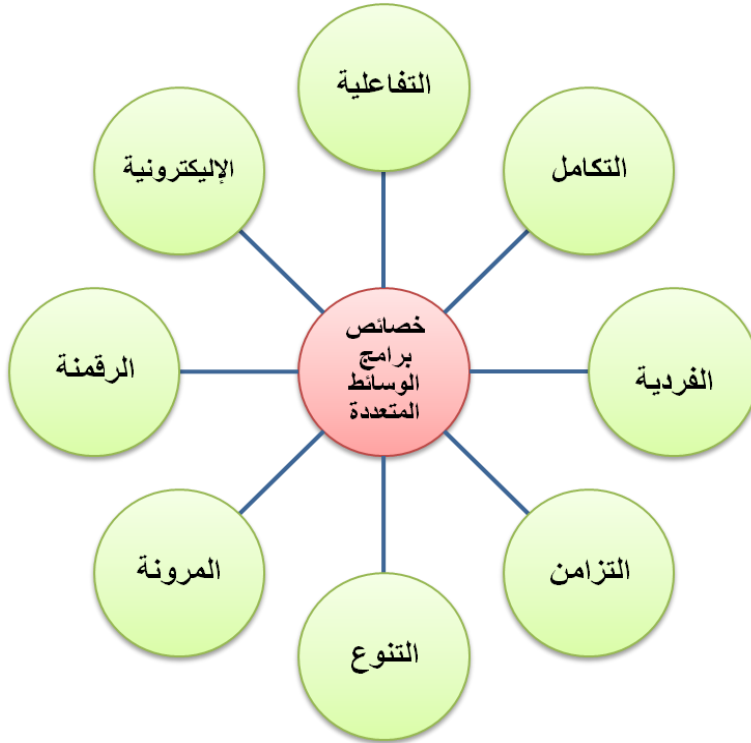 التفاعلية
التكامل
الفردية
التزامن
التنوع
المرونة
الرقمنة
الإليكترونية
خصائص
برامج
الوسائط
المتعددة